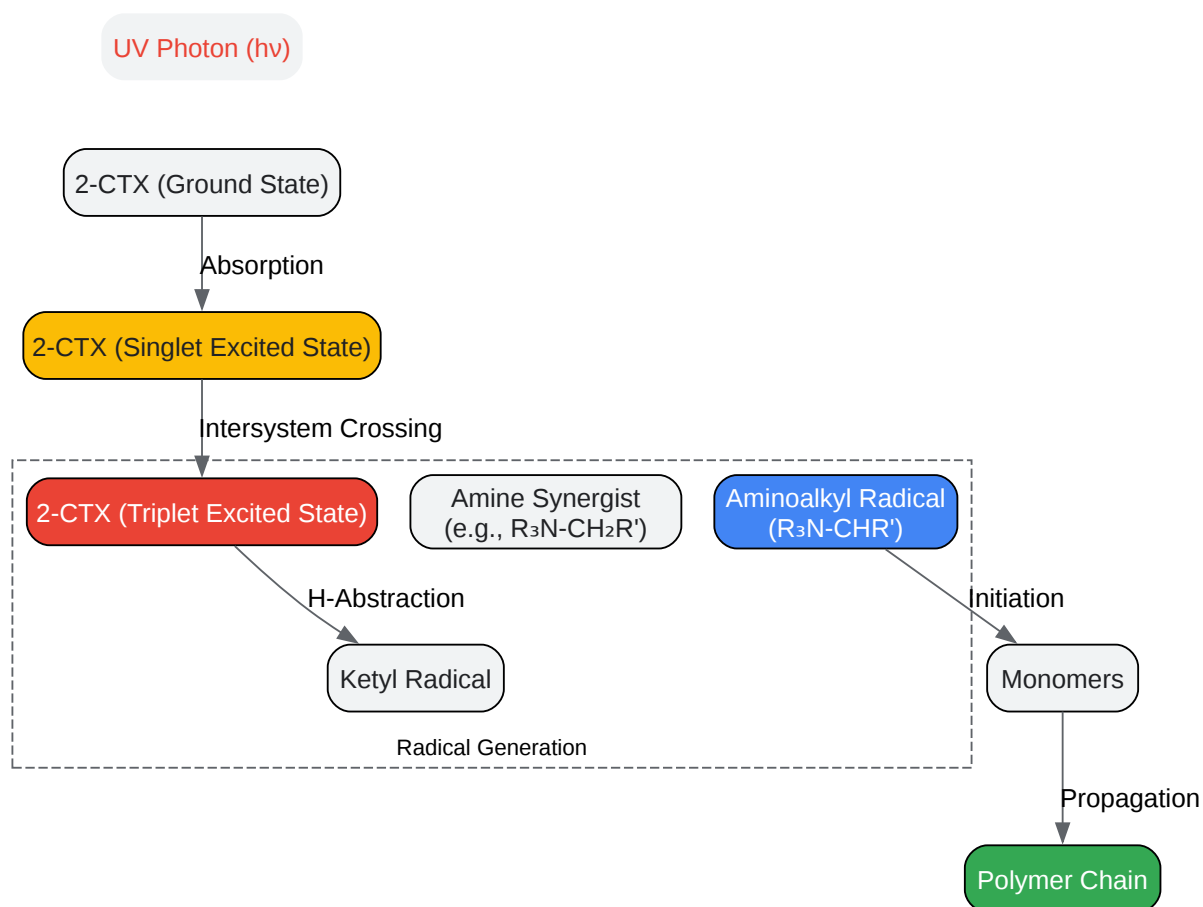 UV Photon (hν)
2-CTX (Ground State)
Absorption
2-CTX (Singlet Excited State)
Intersystem Crossing
2-CTX (Triplet Excited State)
Amine Synergist
(e.g., R₃N-CH₂R')
Aminoalkyl Radical
(R₃N-CHR')
H-Abstraction
Initiation
Ketyl Radical
Monomers
Radical Generation
Propagation
Polymer Chain